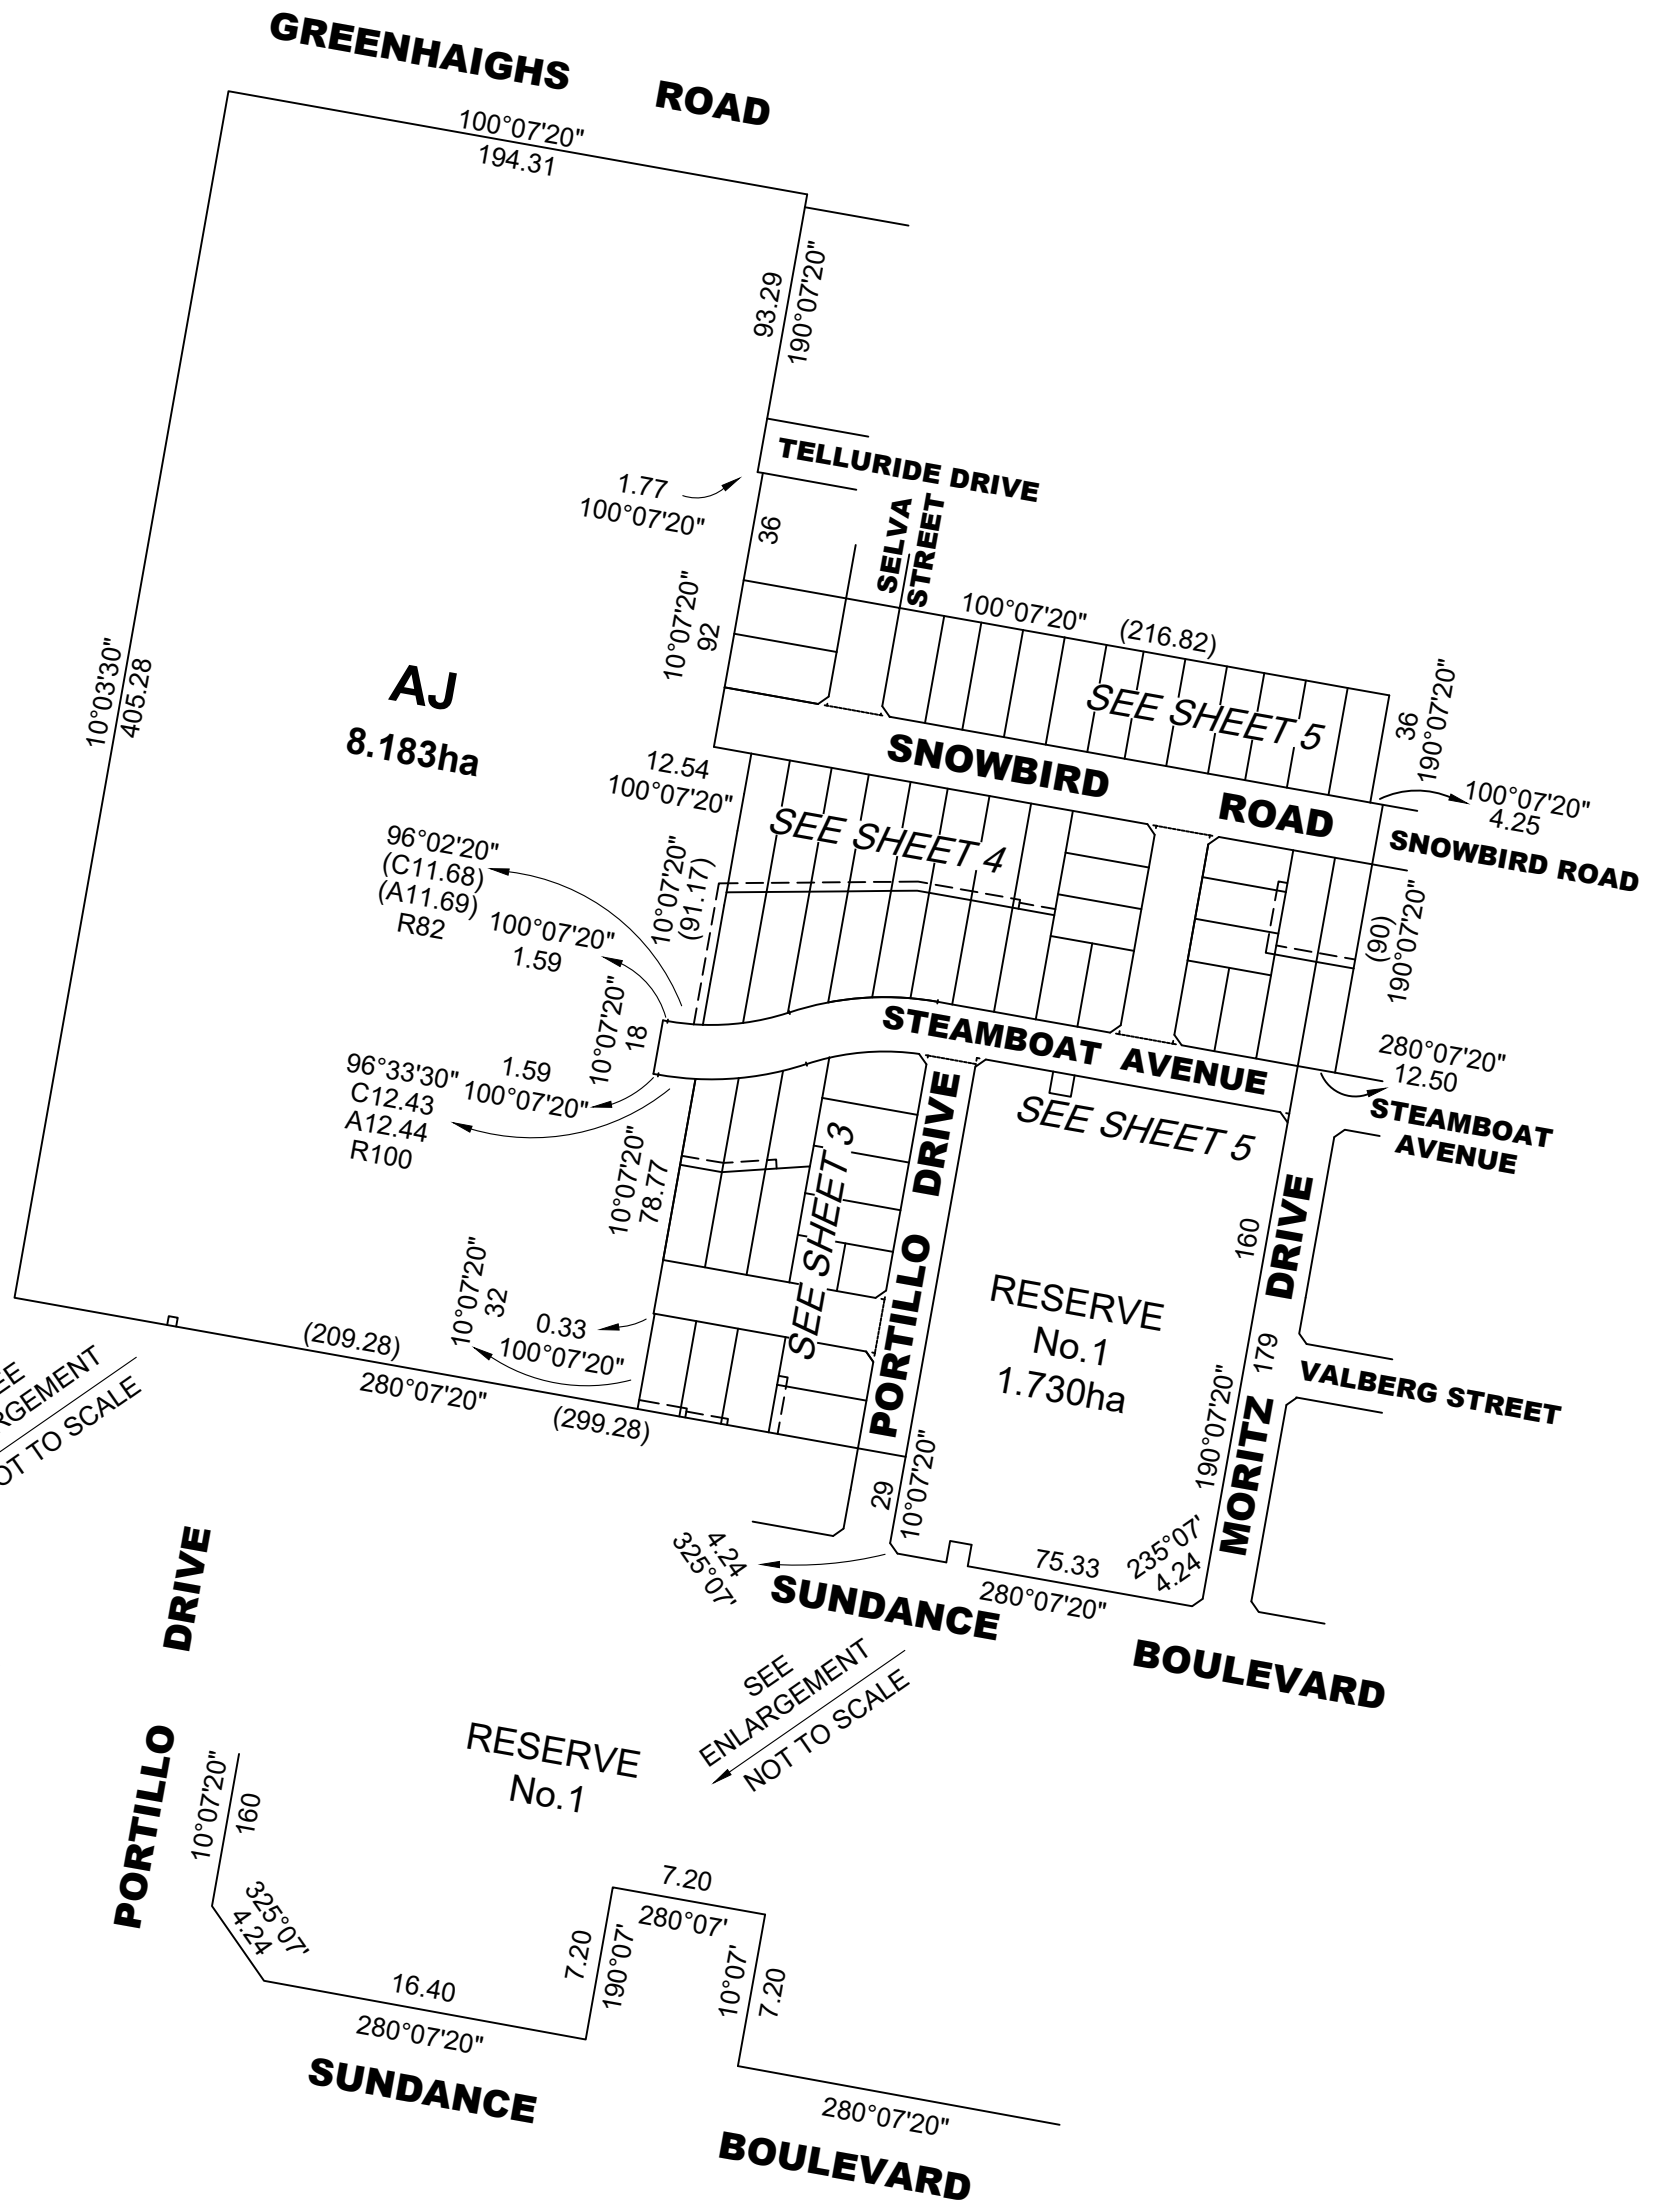 GREENHAIGHS ROAD
100°07'20"
194.31
93.29
190°07'20"
TELLURIDE DRIVE
1.77
100°07'20"
36
SELVA
STREET
10°07'20"
92
100°07'20" (216.82)
SEE SHEET 5
36
190°07'20"
10°03'30"
405.28
AJ
8.183ha
SNOWBIRD ROAD
100°07'20"
4.25
SNOWBIRD ROAD
12.54
100°07'20"
SEE SHEET 4
96°02'20"
(C11.68)
(A11.69)
R82
10°07'20"
(91.17)
100°07'20"
1.59
(90)
190°07'20"
10°07'20"
18
STEAMBOAT AVENUE
280°07'20"
12.50
STEAMBOAT
AVENUE
96°33'30"
C12.43
A12.44
R100
1.59
100°07'20"
SEE SHEET 5
10°07'20"
78.77
SEE SHEET 3
PORTILLO DRIVE
160
MORITZ DRIVE
RESERVE
No.1
1.730ha
10°07'20"
32
0.33
100°07'20"
(209.28)
280°07'20"
(299.28)
179
190°07'20"
VALBERG STREET
29
10°07'20"
4.24
325°07'
75.33
280°07'20"
235°07'
4.24
SUNDANCE BOULEVARD
EE
RGEMENT
OT TO SCALE
SEE
ENLARGEMENT
NOT TO SCALE
PORTILLO DRIVE
RESERVE
No.1
10°07'20"
160
325°07'
4.24
16.40
280°07'20"
7.20
190°07'
7.20
280°07'
10°07'
7.20
280°07'20"
SUNDANCE BOULEVARD